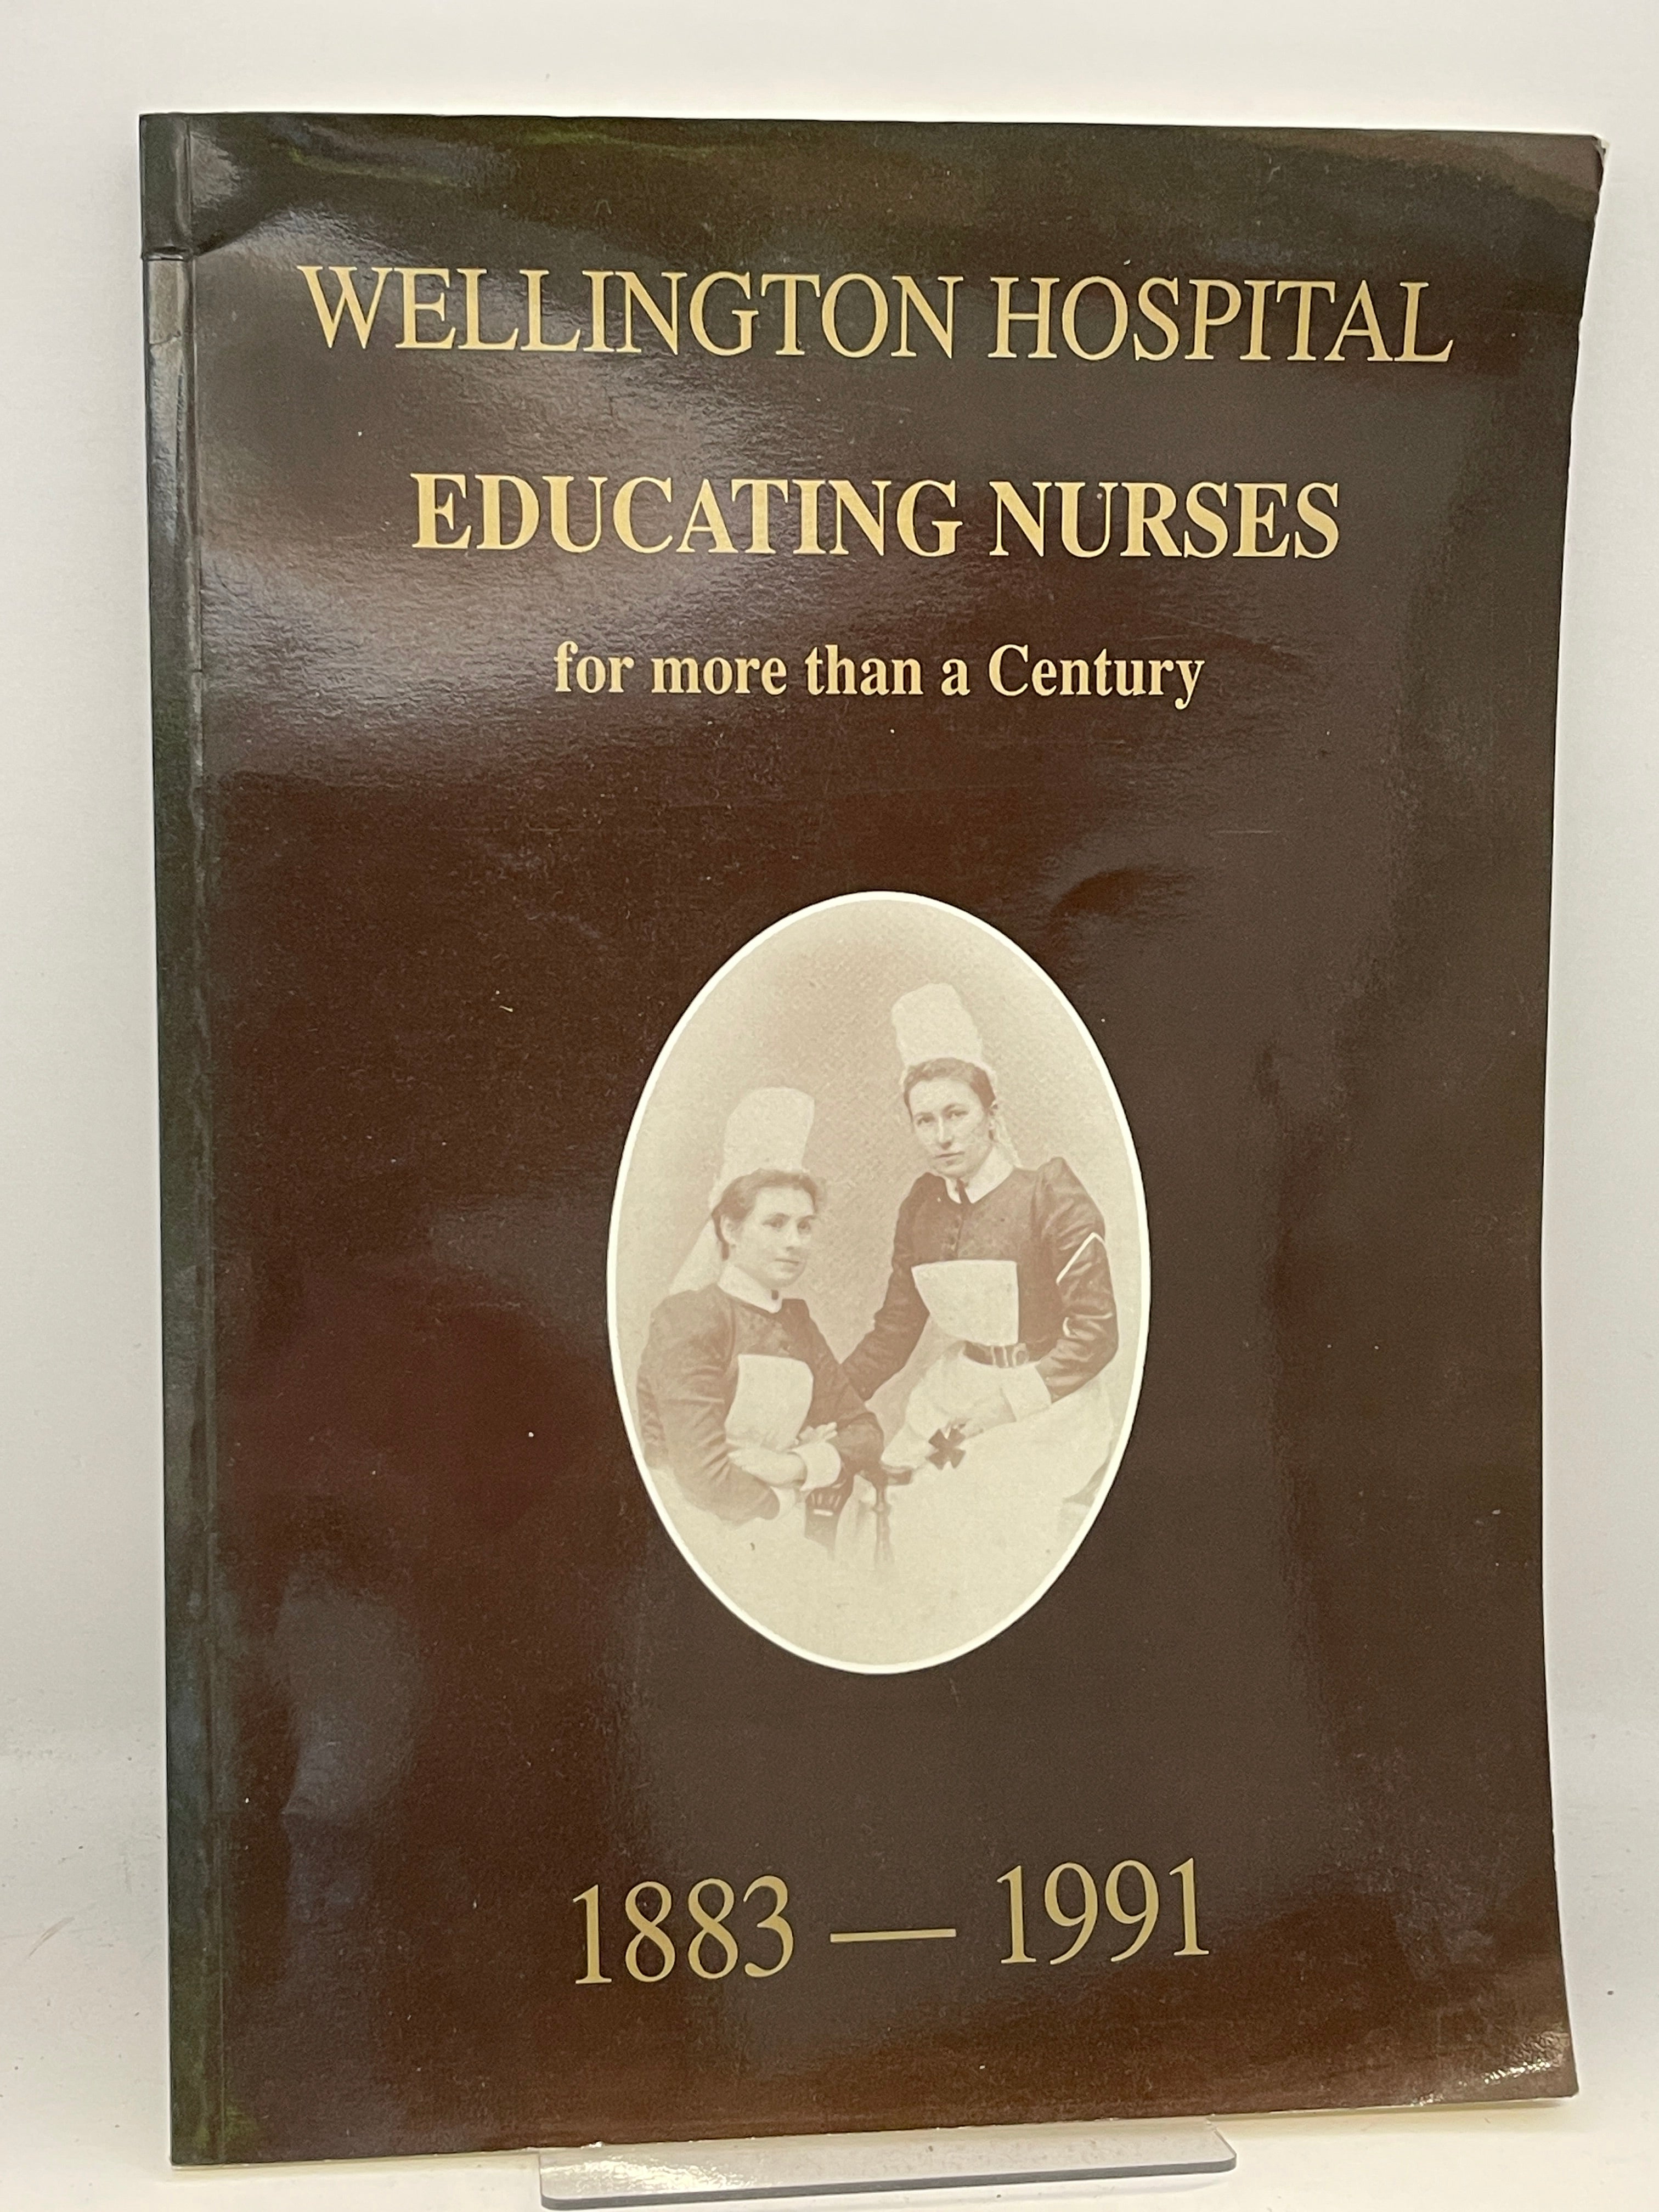 WELLINGTON HOSPITAL
EDUCATING NURSES
for more than a Century
1883 — 1991